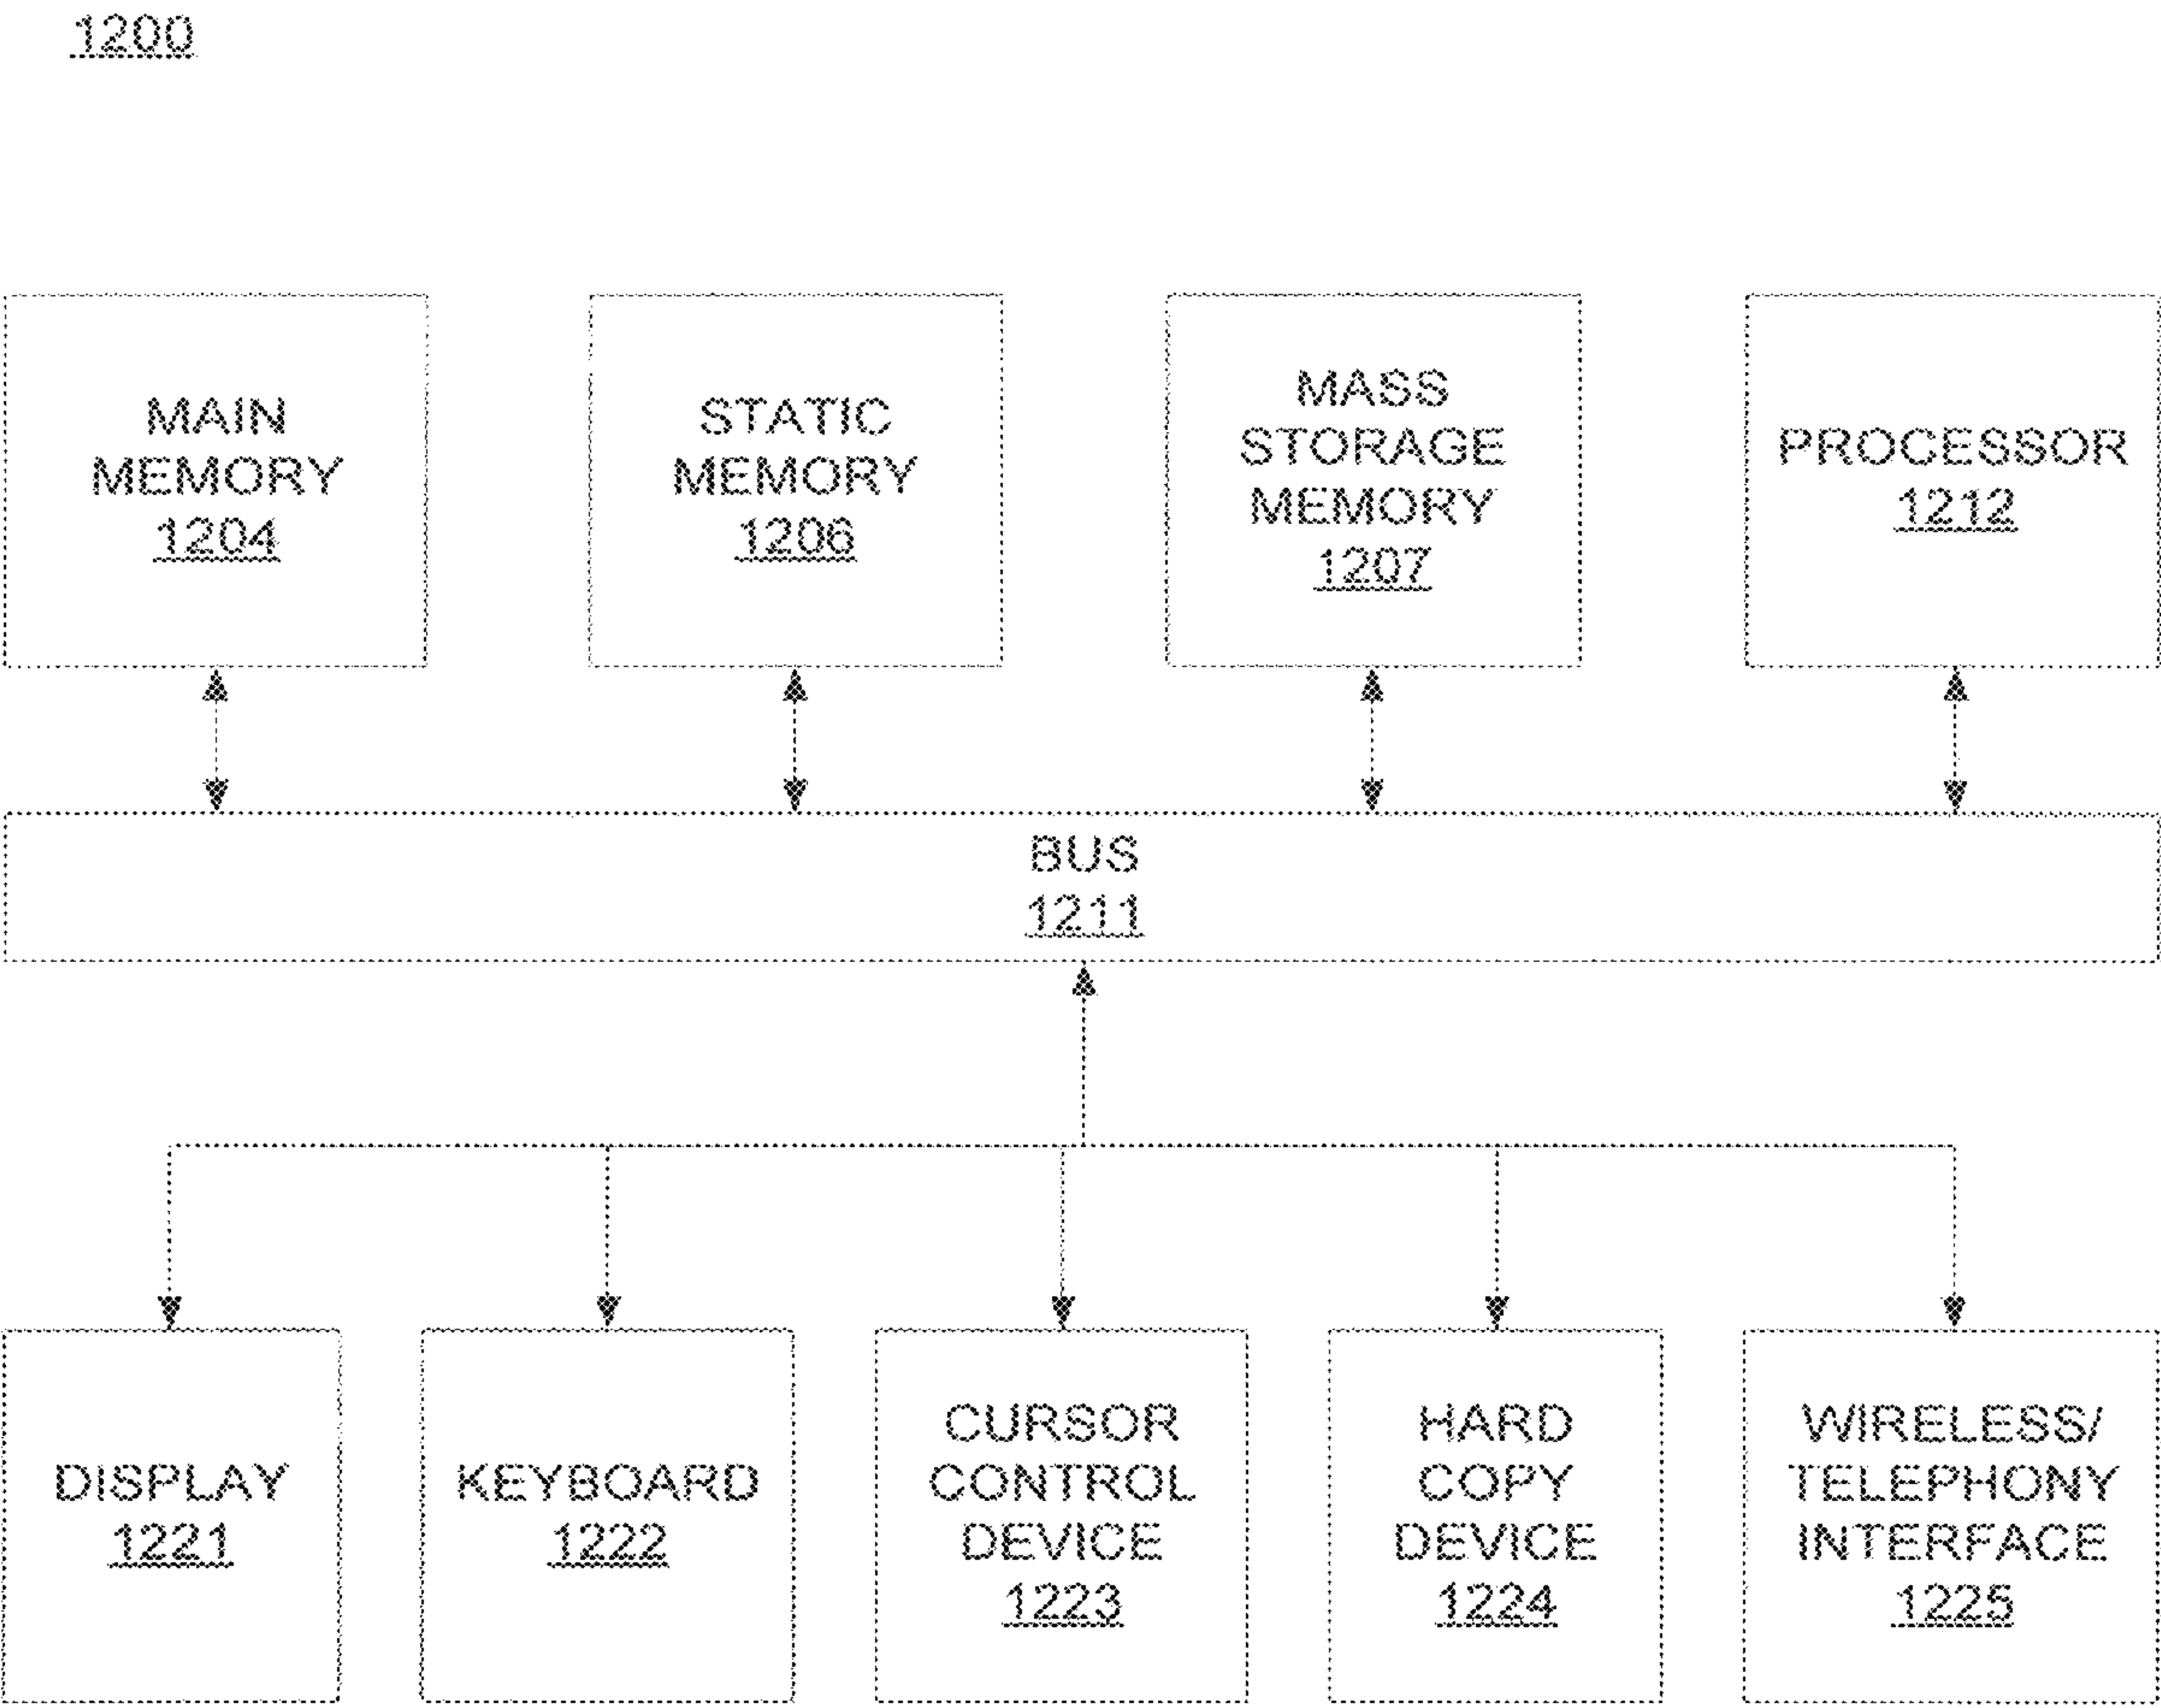 1200
MAIN
MEMORY
1204
STATIC
MEMORY
1206
MASS
STORAGE
MEMORY
1207
PROCESSOR
1212
BUS
1211
DISPLAY
1221
KEYBOARD
1222
CURSOR
CONTROL
DEVICE
1223
HARD
COPY
DEVICE
1224
WIRELESS/
TELEPHONY
INTERFACE
1225